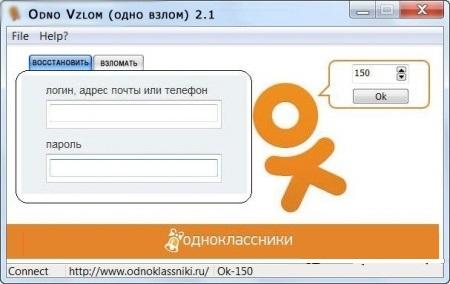 Odno Vzlom (одно взлом) 2.1
File Help?
ВОССТАНОВИТЬ ВЗЛОМАТЬ
150
Ok
логин, адрес почты или телефон
пароль
одноклассники
Connect http://www.odnoklassniki.ru/ Ok-150